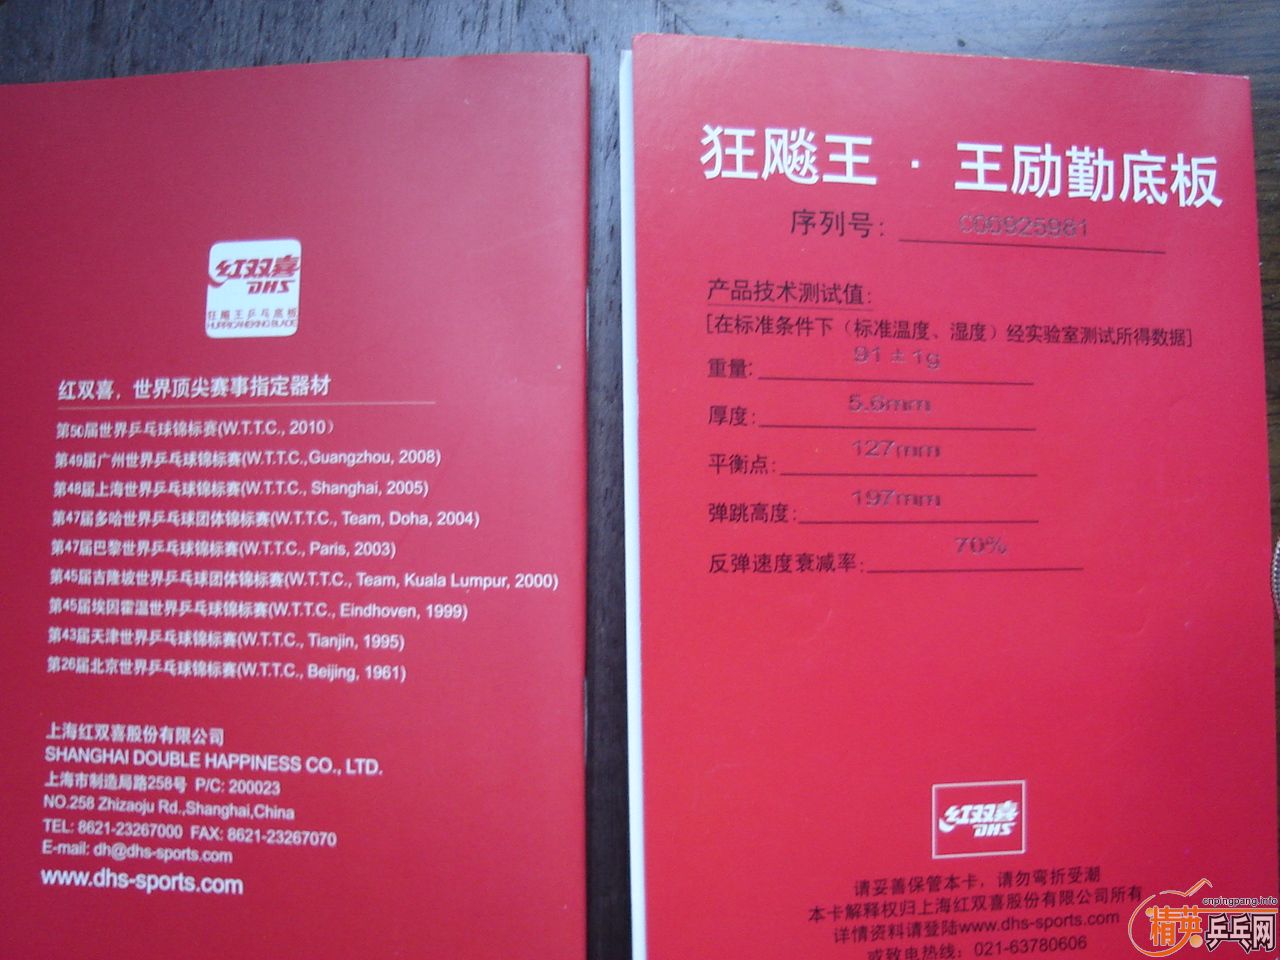 红双喜
DHS
狂飚王乒乓底板
HURRICANEKING BLADE
红双喜，世界顶尖赛事指定器材
第50届世界乒乓球锦标赛(W.T.T.C., 2010)
第49届广州世界乒乓球锦标赛(W.T.T.C.,Guangzhou, 2008)
第48届上海世界乒乓球锦标赛(W.T.T.C., Shanghai, 2005)
第47届多哈世界乒乓球团体锦标赛(W.T.T.C., Team, Doha, 2004)
第47届巴黎世界乒乓球锦标赛(W.T.T.C., Paris, 2003)
第45届吉隆坡世界乒乓球团体锦标赛(W.T.T.C., Team, Kuala Lumpur, 2000)
第45届埃因霍温世界乒乓球锦标赛(W.T.T.C., Eindhoven, 1999)
第43届天津世界乒乓球锦标赛(W.T.T.C., Tianjin, 1995)
第26届北京世界乒乓球锦标赛(W.T.T.C., Beijing, 1961)
上海红双喜股份有限公司
SHANGHAI DOUBLE HAPPINESS CO., LTD.
上海市制造局路258号 P/C: 200023
NO.258 Zhizaoju Rd.,Shanghai,China
TEL: 8621-23267000 FAX: 8621-23267070
E-mail: dh@dhs-sports.com
www.dhs-sports.com
狂飚王·王励勤底板
序列号: C00925981
产品技术测试值:
[在标准条件下（标准温度、湿度）经实验室测试所得数据]
重量: 91±1g
厚度: 5.6mm
平衡点: 127mm
弹跳高度: 197mm
反弹速度衰减率: 70%
红双喜
DHS
请妥善保管本卡，请勿弯折受潮
本卡解释权归上海红双喜股份有限公司所有
详情资料请登陆www.dhs-sports.com
或致电热线: 021-63780606
cnpingpang.info
精英乒乓网